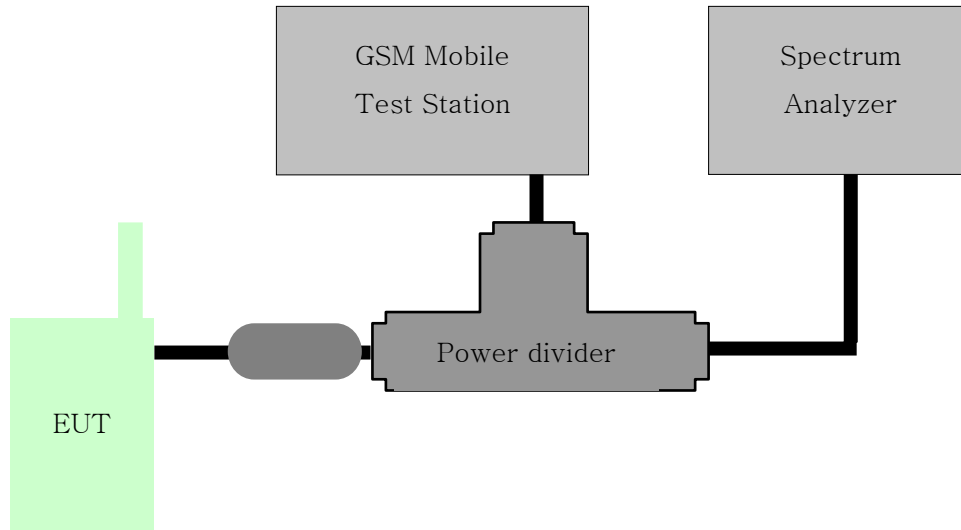 GSM Mobile
Test Station
Spectrum
Analyzer
Power divider
EUT